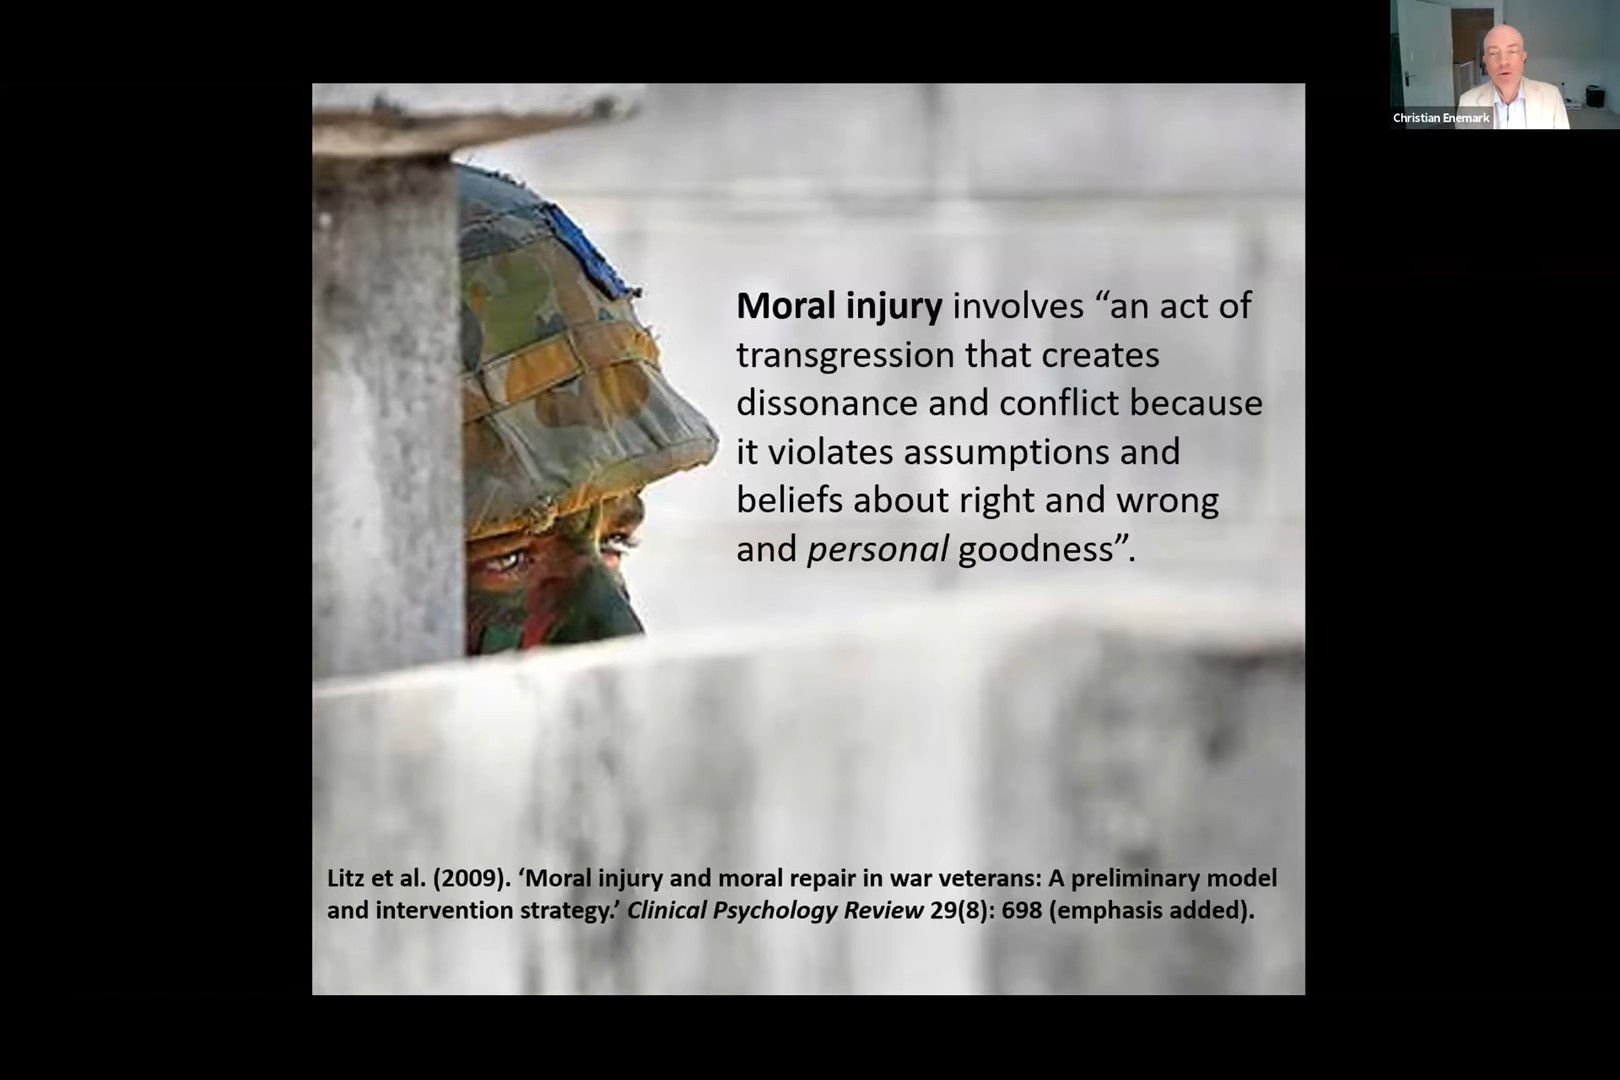 Christian Enemark
Moral injury involves “an act of
transgression that creates
dissonance and conflict because
it violates assumptions and
beliefs about right and wrong
and personal goodness”.
Litz et al. (2009). ‘Moral injury and moral repair in war veterans: A preliminary model
and intervention strategy.’ Clinical Psychology Review 29(8): 698 (emphasis added).